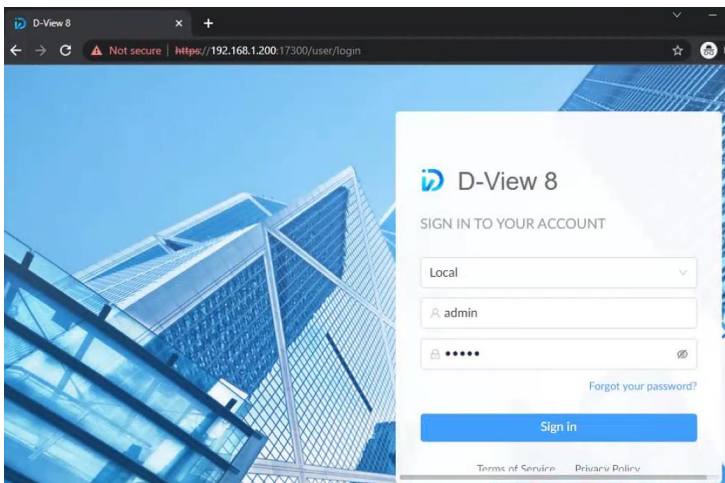 D-View 8
Not secure https://192.168.1.200:17300/user/login
D-View 8
SIGN IN TO YOUR ACCOUNT
Local
admin
•••••
Forgot your password?
Sign in
Terms of Service Privacy Policy